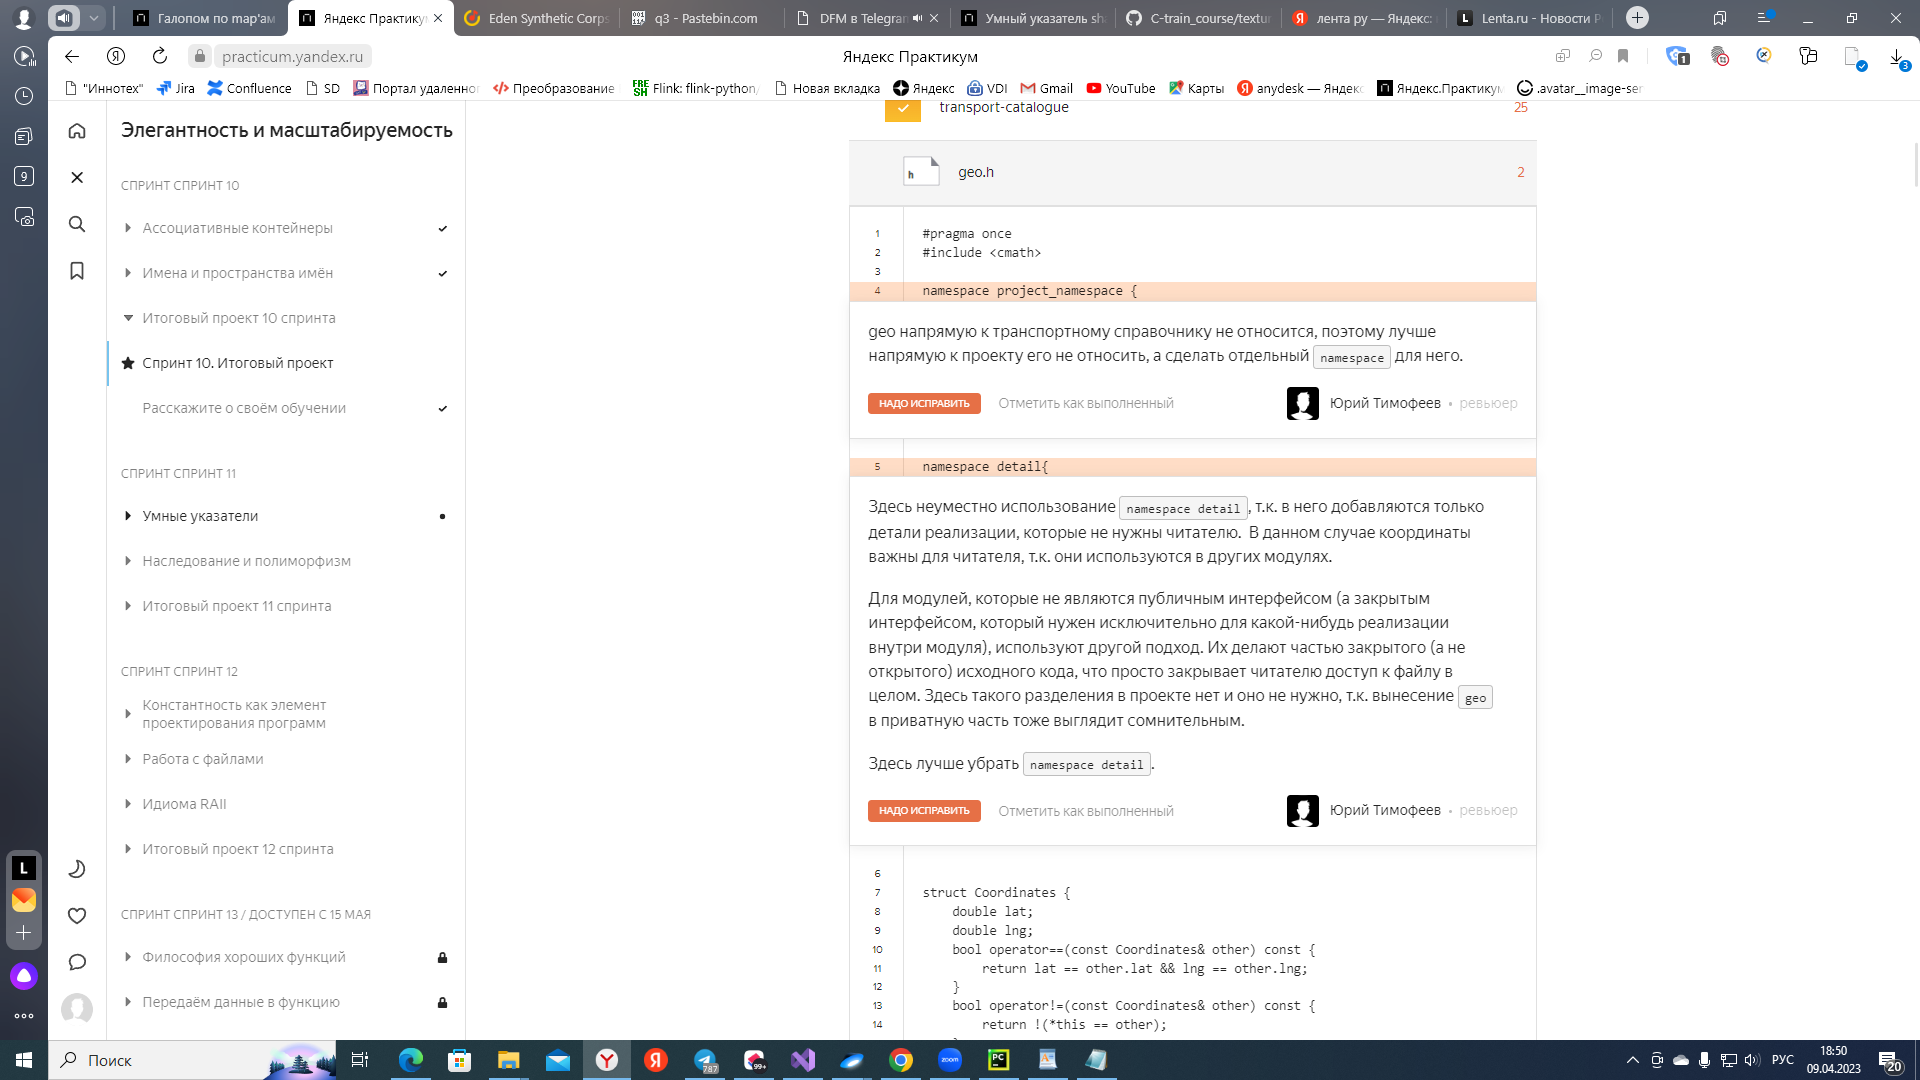 Галопом по map'ам
Яндекс Практикум
Eden Synthetic Corps
q3 - Pastebin.com
DFM в Telegram
Умный указатель sha
C-train_course/textur
лента ру — Яндекс:
Lenta.ru - Новости Р
practicum.yandex.ru
Яндекс Практикум
1
3
"Иннотех"
Jira
Confluence
SD
Портал удаленног
Преобразование
Flink: flink-python/
Новая вкладка
Яндекс
VDI
Gmail
YouTube
Карты
anydesk — Яндекс
Яндекс.Практикум
.avatar__image-ser
9
Элегантность и масштабируемость
СПРИНТ СПРИНТ 10
Ассоциативные контейнеры
Имена и пространства имён
Итоговый проект 10 спринта
Спринт 10. Итоговый проект
Расскажите о своём обучении
СПРИНТ СПРИНТ 11
Умные указатели
Наследование и полиморфизм
Итоговый проект 11 спринта
СПРИНТ СПРИНТ 12
Константность как элемент
проектирования программ
Работа с файлами
Идиома RAII
Итоговый проект 12 спринта
СПРИНТ СПРИНТ 13 / ДОСТУПЕН С 15 МАЯ
Философия хороших функций
Передаём данные в функцию
transport-catalogue 25
h geo.h 2
1 #pragma once
2 #include <cmath>
3
4 namespace project_namespace {
geo напрямую к транспортному справочнику не относится, поэтому лучше
напрямую к проекту его не относить, а сделать отдельный namespace для него.
НАДО ИСПРАВИТЬ Отметить как выполненный Юрий Тимофеев • ревьюер
5 namespace detail{
Здесь неуместно использование namespace detail, т.к. в него добавляются только
детали реализации, которые не нужны читателю. В данном случае координаты
важны для читателя, т.к. они используются в других модулях.
Для модулей, которые не являются публичным интерфейсом (а закрытым
интерфейсом, который нужен исключительно для какой-нибудь реализации
внутри модуля), используют другой подход. Их делают частью закрытого (а не
открытого) исходного кода, что просто закрывает читателю доступ к файлу в
целом. Здесь такого разделения в проекте нет и оно не нужно, т.к. вынесение geo
в приватную часть тоже выглядит сомнительным.
Здесь лучше убрать namespace detail.
НАДО ИСПРАВИТЬ Отметить как выполненный Юрий Тимофеев • ревьюер
6
7 struct Coordinates {
8 double lat;
9 double lng;
10 bool operator==(const Coordinates& other) const {
11 return lat == other.lat && lng == other.lng;
12 }
13 bool operator!=(const Coordinates& other) const {
14 return !(*this == other);
L
Поиск
787
99+
zoom
PC
РУС
18:50
09.04.2023
20